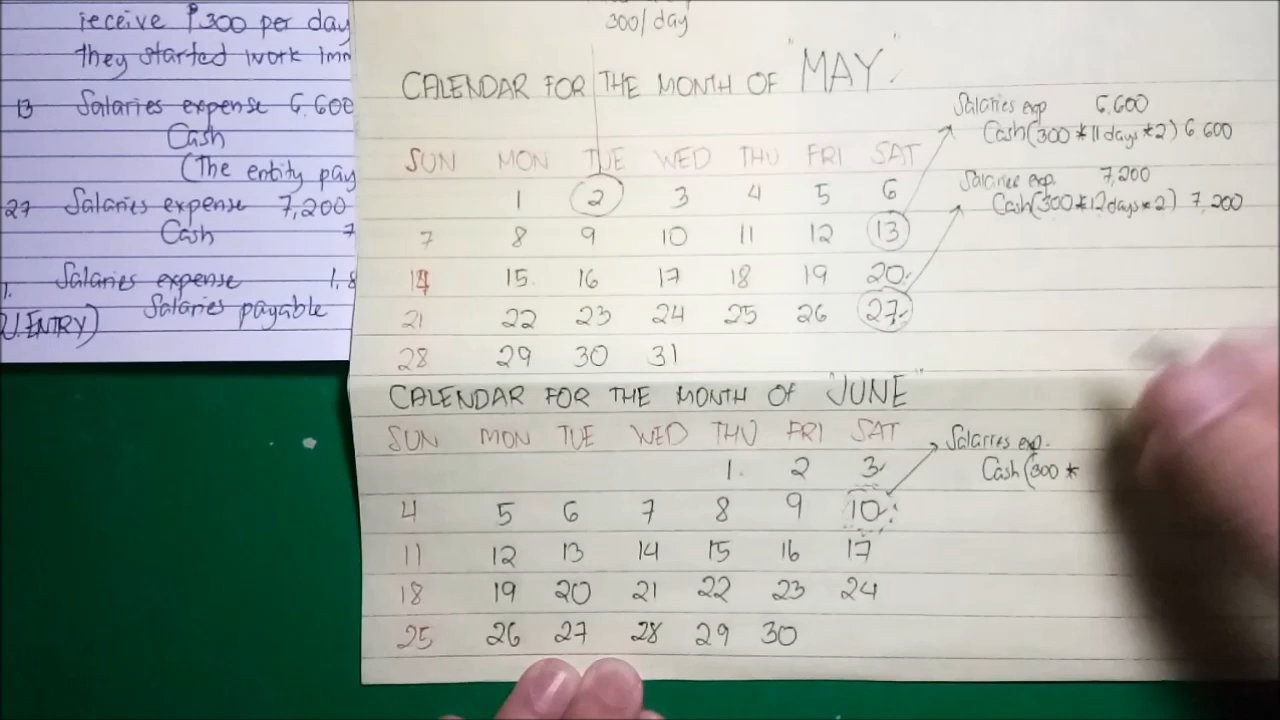 receive ₱300 per day
they started work imm
13 Salaries expense 6,600
Cash
(The entity pay
27 Salaries expense 7,200
Cash 7
1. Salaries expense 1,8
Salaries payable
U.ENTRY)
300/day
CALENDAR FOR THE MONTH OF "MAY"
SUN MON TUE WED THU FRI SAT
1 2 3 4 5 6
7 8 9 10 11 12 13
14 15 16 17 18 19 20
21 22 23 24 25 26 27
28 29 30 31
Salaries exp 6,600
Cash(300*11days*2) 6 600
Salaries exp. 7,200
Cash(300*12days*2) 7,200
CALENDAR FOR THE MONTH OF "JUNE"
SUN MON TUE WED THU FRI SAT
1 2 3
4 5 6 7 8 9 10
11 12 13 14 15 16 17
18 19 20 21 22 23 24
25 26 27 28 29 30
Salaries exp.
Cash(300 *